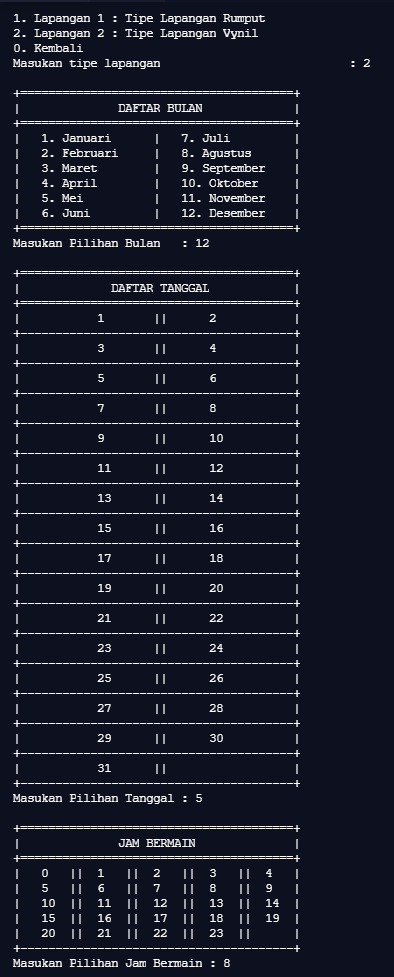 1. Lapangan 1 : Tipe Lapangan Rumput
2. Lapangan 2 : Tipe Lapangan Vynil
0. Kembali
Masukan tipe lapangan : 2
+=======================================+
| DAFTAR BULAN |
+=======================================+
| 1. Januari | 7. Juli |
| 2. Februari | 8. Agustus |
| 3. Maret | 9. September |
| 4. April | 10. Oktober |
| 5. Mei | 11. November |
| 6. Juni | 12. Desember |
+=======================================+
Masukan Pilihan Bulan : 12
+=======================================+
| DAFTAR TANGGAL |
+=======================================+
| 1 || 2 |
+---------------------------------------+
| 3 || 4 |
+---------------------------------------+
| 5 || 6 |
+---------------------------------------+
| 7 || 8 |
+---------------------------------------+
| 9 || 10 |
+---------------------------------------+
| 11 || 12 |
+---------------------------------------+
| 13 || 14 |
+---------------------------------------+
| 15 || 16 |
+---------------------------------------+
| 17 || 18 |
+---------------------------------------+
| 19 || 20 |
+---------------------------------------+
| 21 || 22 |
+---------------------------------------+
| 23 || 24 |
+---------------------------------------+
| 25 || 26 |
+---------------------------------------+
| 27 || 28 |
+---------------------------------------+
| 29 || 30 |
+---------------------------------------+
| 31 || |
+---------------------------------------+
Masukan Pilihan Tanggal : 5
+=======================================+
| JAM BERMAIN |
+=======================================+
| 0 || 1 || 2 || 3 || 4 |
| 5 || 6 || 7 || 8 || 9 |
| 10 || 11 || 12 || 13 || 14 |
| 15 || 16 || 17 || 18 || 19 |
| 20 || 21 || 22 || 23 || |
+---------------------------------------+
Masukan Pilihan Jam Bermain : 8